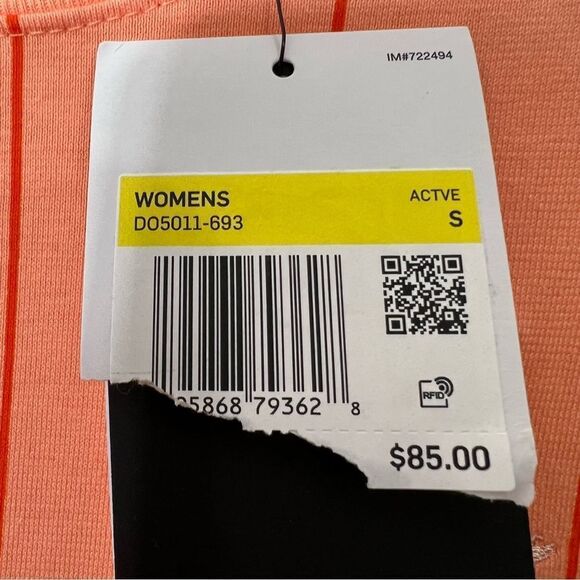 IM#722494
WOMENS ACTVE
DO5011-693 S
5868 79362 8
RFID
$85.00